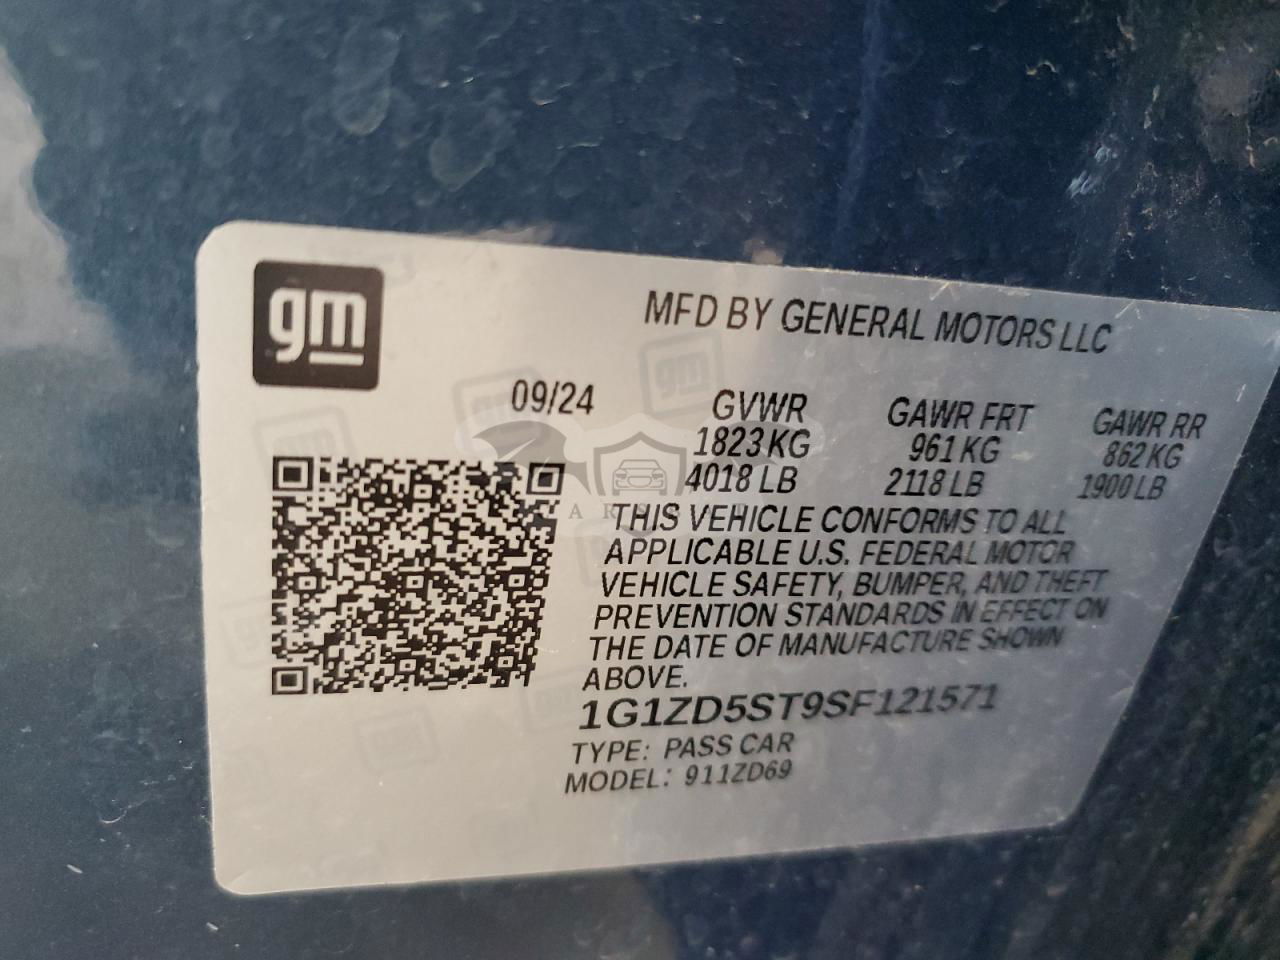 gm
MFD BY GENERAL MOTORS LLC
09/24 GVWR GAWR FRT GAWR RR
1823 KG 961 KG 862 KG
4018 LB 2118 LB 1900 LB
THIS VEHICLE CONFORMS TO ALL
APPLICABLE U.S. FEDERAL MOTOR
VEHICLE SAFETY, BUMPER, AND THEFT
PREVENTION STANDARDS IN EFFECT ON
THE DATE OF MANUFACTURE SHOWN
ABOVE.
1G1ZD5ST9SF121571
TYPE: PASS CAR
MODEL: 911ZD69